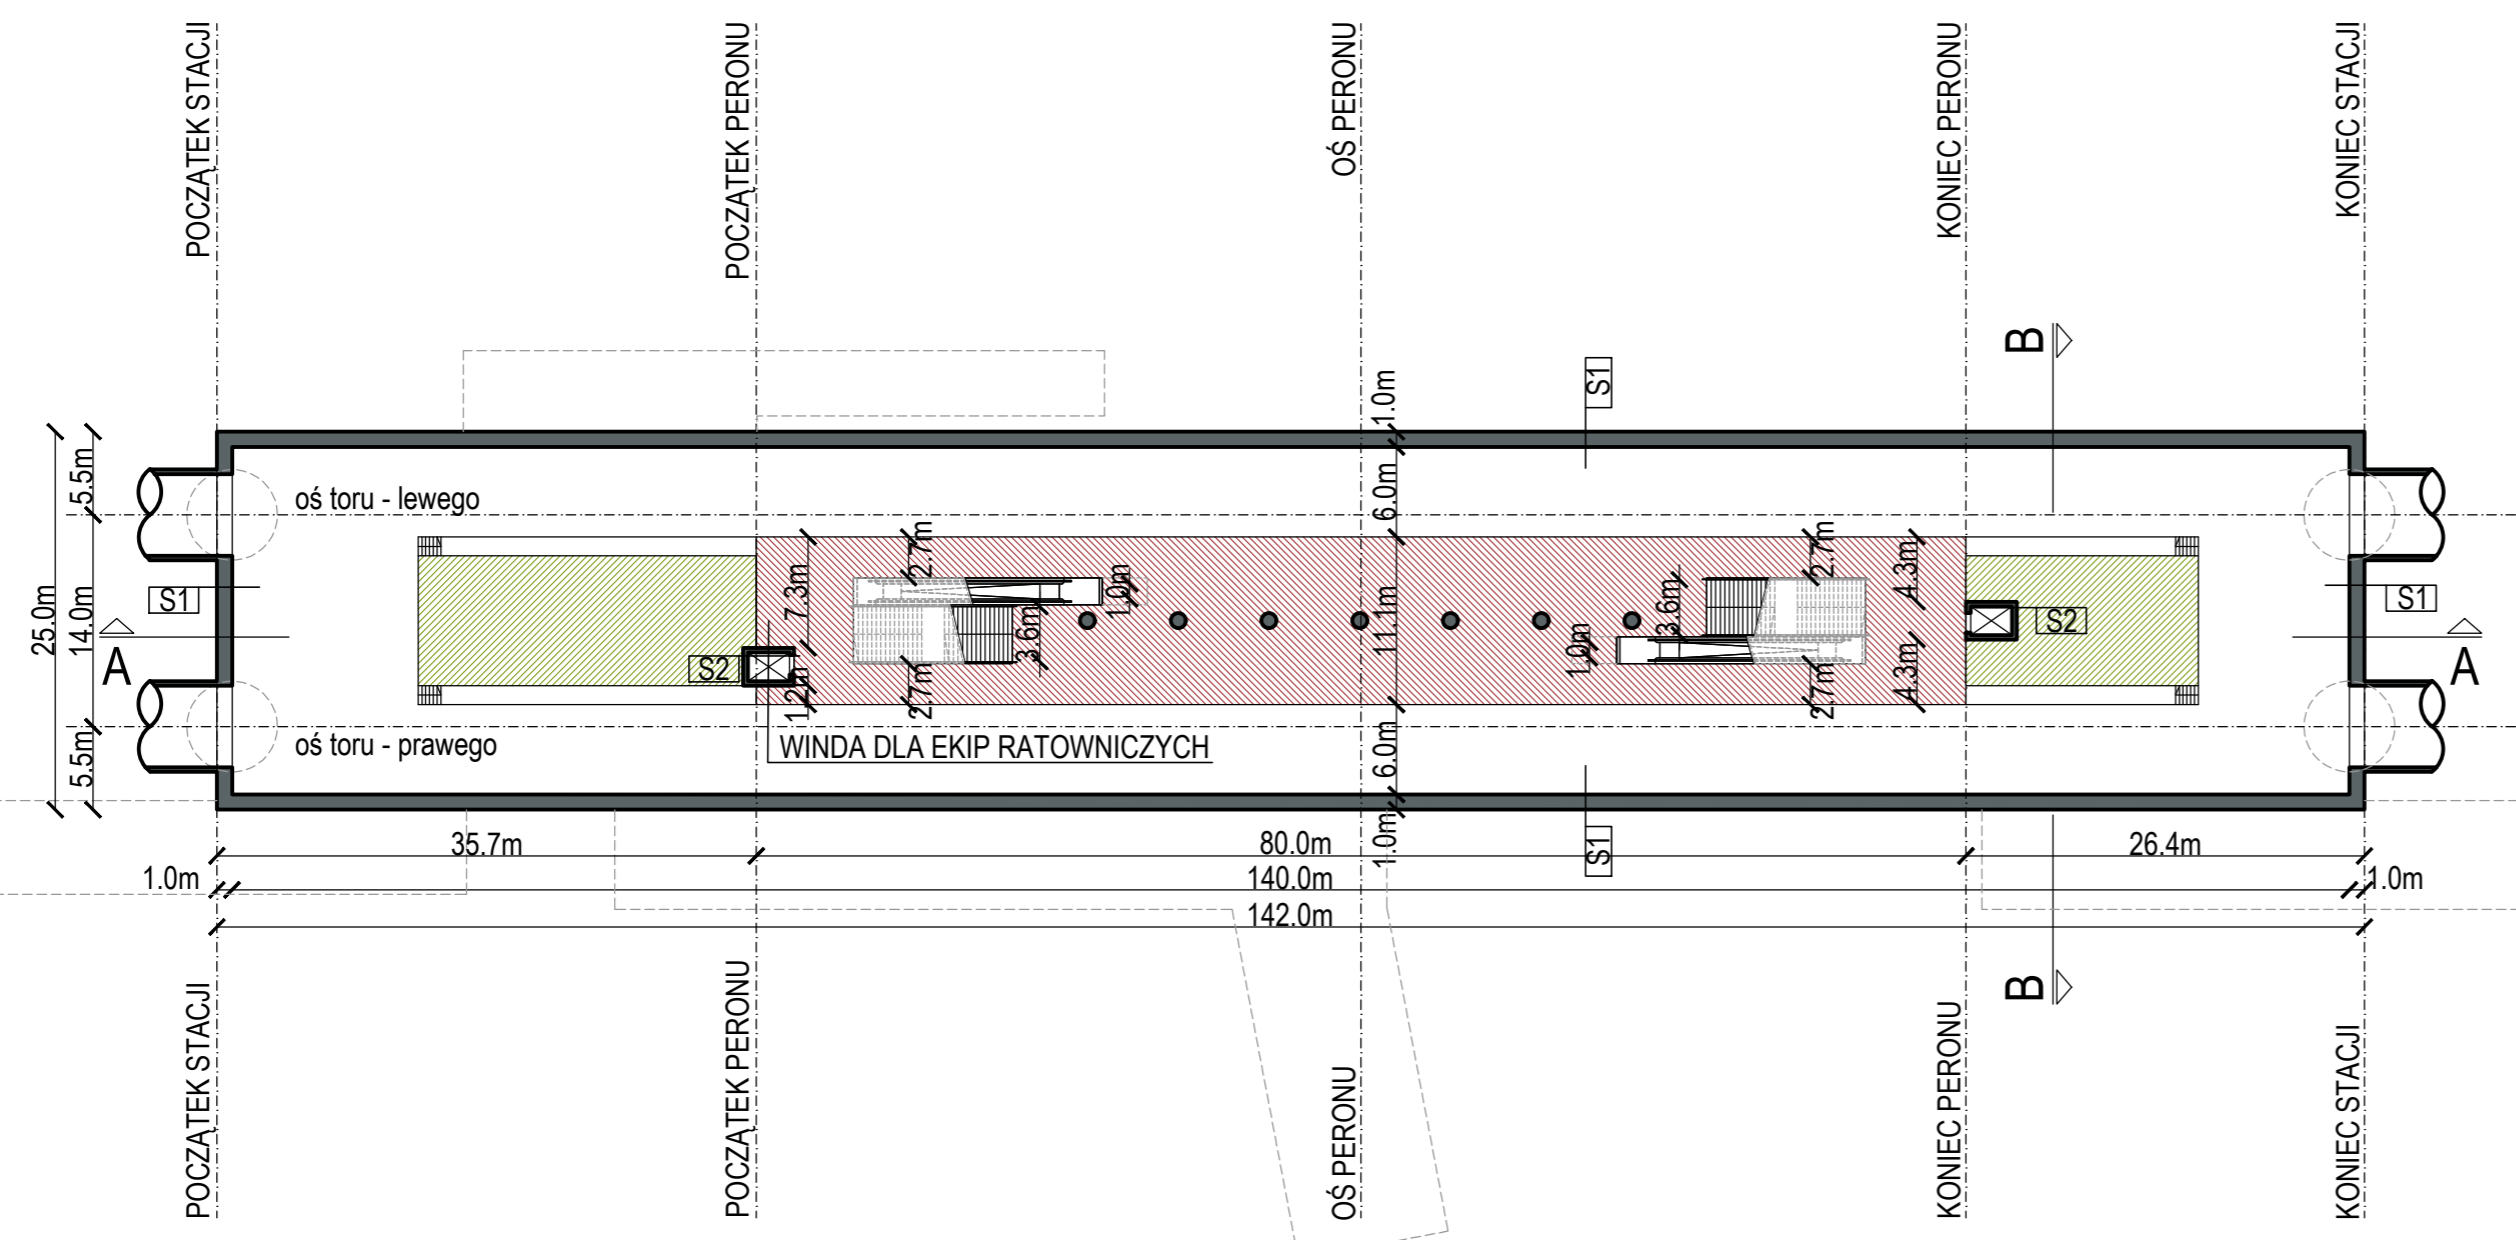 POCZĄTEK STACJI
POCZĄTEK PERONU
OŚ PERONU
KONIEC PERONU
KONIEC STACJI
B
S1
1.0m
5.5m
oś toru - lewego
6.0m
2.7m
2.7m
4.3m
25.0m
14.0m
S1
7.3m
1.0m
3.6m
11.1m
3.6m
1.0m
S2
S1
A
S2
1.2m
2.7m
2.7m
4.3m
A
5.5m
oś toru - prawego
WINDA DLA EKIP RATOWNICZYCH
6.0m
35.7m
80.0m
1.0m
S1
26.4m
1.0m
140.0m
1.0m
142.0m
B
POCZĄTEK STACJI
POCZĄTEK PERONU
OŚ PERONU
KONIEC PERONU
KONIEC STACJI